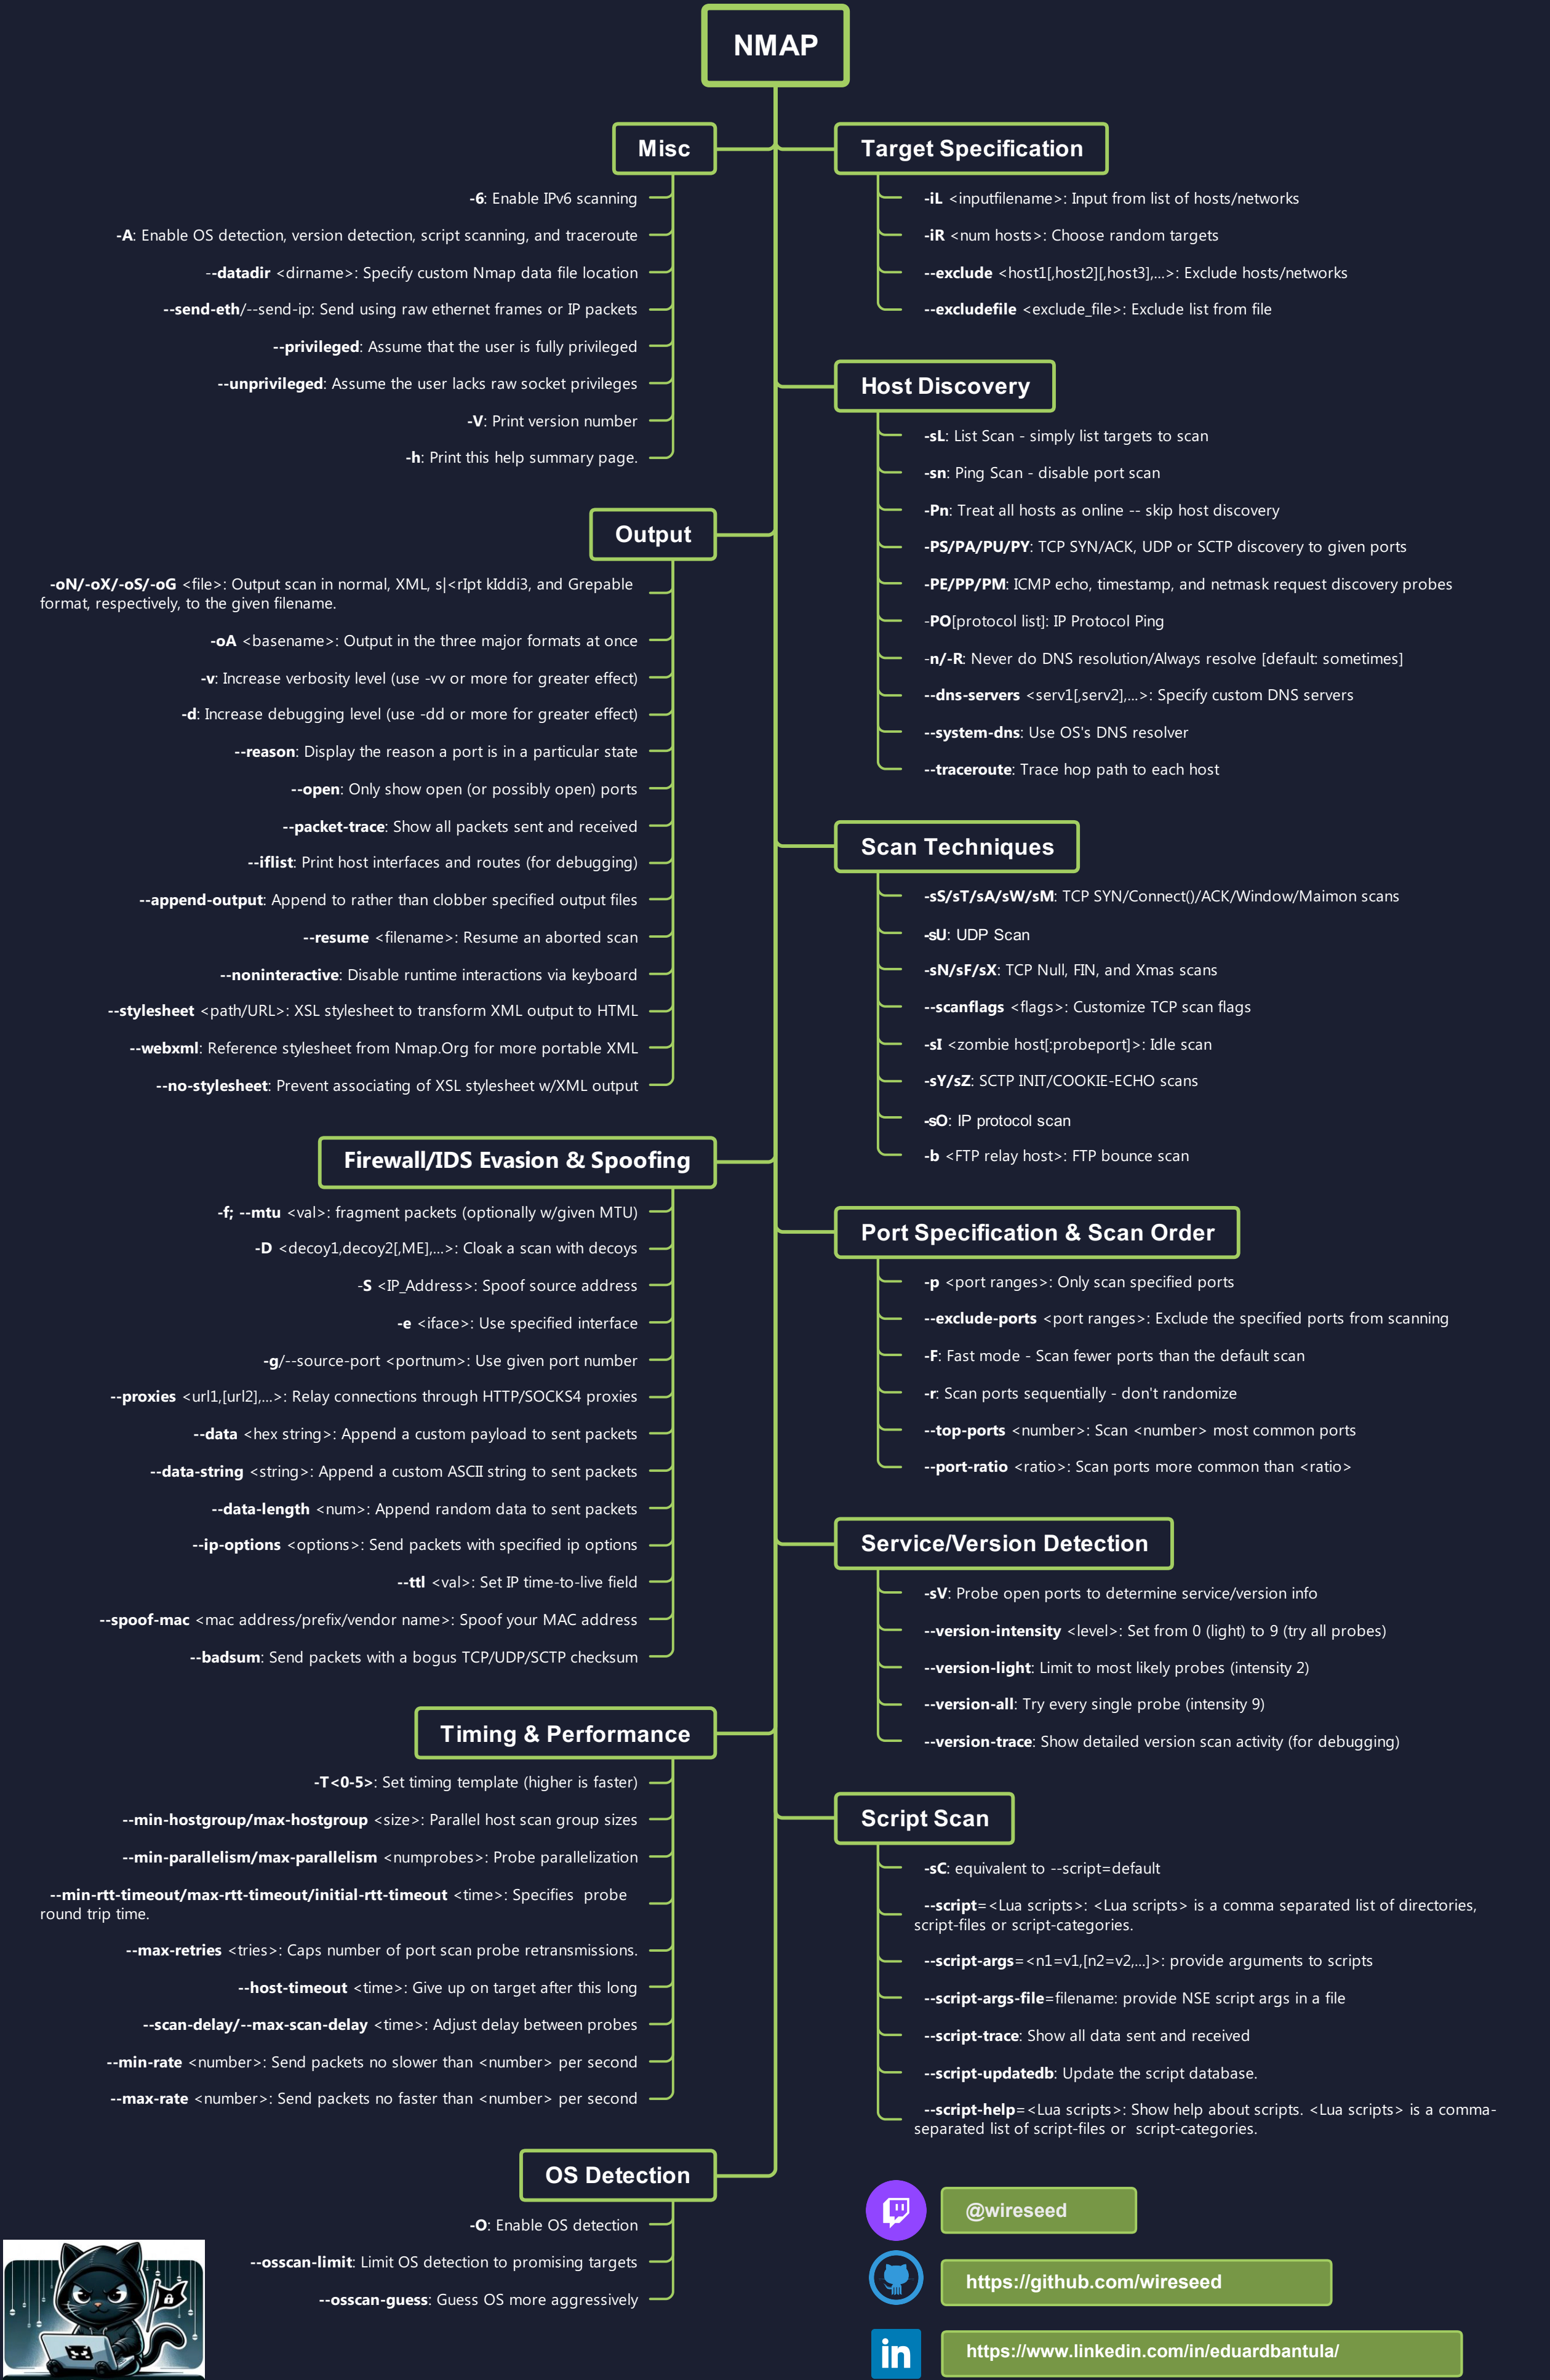 NMAP
Misc
-6: Enable IPv6 scanning
-A: Enable OS detection, version detection, script scanning, and traceroute
--datadir <dirname>: Specify custom Nmap data file location
--send-eth/--send-ip: Send using raw ethernet frames or IP packets
--privileged: Assume that the user is fully privileged
--unprivileged: Assume the user lacks raw socket privileges
-V: Print version number
-h: Print this help summary page.
Output
-oN/-oX/-oS/-oG <file>: Output scan in normal, XML, s|<rIpt kIddi3, and Grepable
format, respectively, to the given filename.
-oA <basename>: Output in the three major formats at once
-v: Increase verbosity level (use -vv or more for greater effect)
-d: Increase debugging level (use -dd or more for greater effect)
--reason: Display the reason a port is in a particular state
--open: Only show open (or possibly open) ports
--packet-trace: Show all packets sent and received
--iflist: Print host interfaces and routes (for debugging)
--append-output: Append to rather than clobber specified output files
--resume <filename>: Resume an aborted scan
--noninteractive: Disable runtime interactions via keyboard
--stylesheet <path/URL>: XSL stylesheet to transform XML output to HTML
--webxml: Reference stylesheet from Nmap.Org for more portable XML
--no-stylesheet: Prevent associating of XSL stylesheet w/XML output
Firewall/IDS Evasion & Spoofing
-f; --mtu <val>: fragment packets (optionally w/given MTU)
-D <decoy1,decoy2[,ME],...>: Cloak a scan with decoys
-S <IP_Address>: Spoof source address
-e <iface>: Use specified interface
-g/--source-port <portnum>: Use given port number
--proxies <url1,[url2],...>: Relay connections through HTTP/SOCKS4 proxies
--data <hex string>: Append a custom payload to sent packets
--data-string <string>: Append a custom ASCII string to sent packets
--data-length <num>: Append random data to sent packets
--ip-options <options>: Send packets with specified ip options
--ttl <val>: Set IP time-to-live field
--spoof-mac <mac address/prefix/vendor name>: Spoof your MAC address
--badsum: Send packets with a bogus TCP/UDP/SCTP checksum
Timing & Performance
-T<0-5>: Set timing template (higher is faster)
--min-hostgroup/max-hostgroup <size>: Parallel host scan group sizes
--min-parallelism/max-parallelism <numprobes>: Probe parallelization
--min-rtt-timeout/max-rtt-timeout/initial-rtt-timeout <time>: Specifies  probe
round trip time.
--max-retries <tries>: Caps number of port scan probe retransmissions.
--host-timeout <time>: Give up on target after this long
--scan-delay/--max-scan-delay <time>: Adjust delay between probes
--min-rate <number>: Send packets no slower than <number> per second
--max-rate <number>: Send packets no faster than <number> per second
OS Detection
-O: Enable OS detection
--osscan-limit: Limit OS detection to promising targets
--osscan-guess: Guess OS more aggressively
Target Specification
-iL <inputfilename>: Input from list of hosts/networks
-iR <num hosts>: Choose random targets
--exclude <host1[,host2][,host3],...>: Exclude hosts/networks
--excludefile <exclude_file>: Exclude list from file
Host Discovery
-sL: List Scan - simply list targets to scan
-sn: Ping Scan - disable port scan
-Pn: Treat all hosts as online -- skip host discovery
-PS/PA/PU/PY: TCP SYN/ACK, UDP or SCTP discovery to given ports
-PE/PP/PM: ICMP echo, timestamp, and netmask request discovery probes
-PO[protocol list]: IP Protocol Ping
-n/-R: Never do DNS resolution/Always resolve [default: sometimes]
--dns-servers <serv1[,serv2],...>: Specify custom DNS servers
--system-dns: Use OS's DNS resolver
--traceroute: Trace hop path to each host
Scan Techniques
-sS/sT/sA/sW/sM: TCP SYN/Connect()/ACK/Window/Maimon scans
-sU: UDP Scan
-sN/sF/sX: TCP Null, FIN, and Xmas scans
--scanflags <flags>: Customize TCP scan flags
-sI <zombie host[:probeport]>: Idle scan
-sY/sZ: SCTP INIT/COOKIE-ECHO scans
-sO: IP protocol scan
-b <FTP relay host>: FTP bounce scan
Port Specification & Scan Order
-p <port ranges>: Only scan specified ports
--exclude-ports <port ranges>: Exclude the specified ports from scanning
-F: Fast mode - Scan fewer ports than the default scan
-r: Scan ports sequentially - don't randomize
--top-ports <number>: Scan <number> most common ports
--port-ratio <ratio>: Scan ports more common than <ratio>
Service/Version Detection
-sV: Probe open ports to determine service/version info
--version-intensity <level>: Set from 0 (light) to 9 (try all probes)
--version-light: Limit to most likely probes (intensity 2)
--version-all: Try every single probe (intensity 9)
--version-trace: Show detailed version scan activity (for debugging)
Script Scan
-sC: equivalent to --script=default
--script=<Lua scripts>: <Lua scripts> is a comma separated list of directories,
script-files or script-categories.
--script-args=<n1=v1,[n2=v2,...]>: provide arguments to scripts
--script-args-file=filename: provide NSE script args in a file
--script-trace: Show all data sent and received
--script-updatedb: Update the script database.
--script-help=<Lua scripts>: Show help about scripts. <Lua scripts> is a comma-
separated list of script-files or  script-categories.
@wireseed
https://github.com/wireseed
in
https://www.linkedin.com/in/eduardbantula/